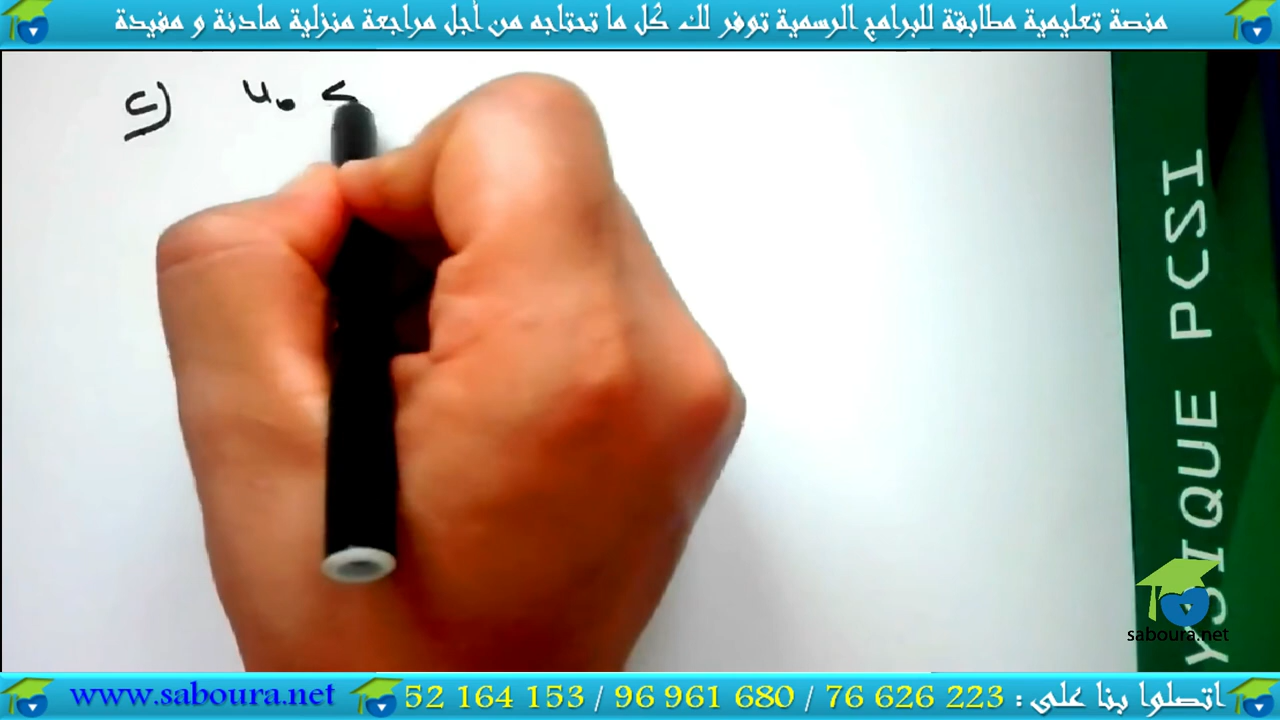 منصة تعليمية مطابقة للبرامج الرسمية توفر لك كل ما تحتاجه من أجل مراجعة منزلية هادئة و مفيدة
c) u₀ <
YSIQUE PCSI
saboura.net
www.saboura.net 52 164 153 / 96 961 680 / 76 626 223 : اتصلوا بنا على